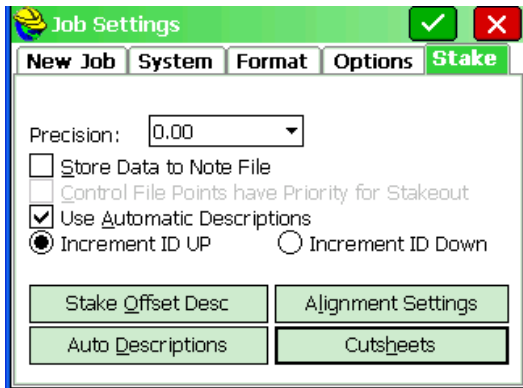 Job Settings
New Job System Format Options Stake
Precision: 0.00
Store Data to Note File
Control File Points have Priority for Stakeout
Use Automatic Descriptions
Increment ID UP Increment ID Down
Stake Offset Desc Alignment Settings
Auto Descriptions Cutsheets